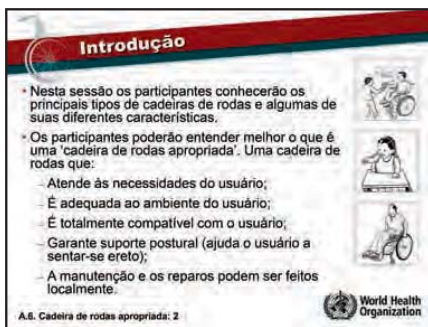 Introdução
• Nesta sessão os participantes conhecerão os
principais tipos de cadeiras de rodas e algumas de
suas diferentes características.
• Os participantes poderão entender melhor o que é
uma 'cadeira de rodas apropriada'. Uma cadeira de
rodas que:
– Atende às necessidades do usuário;
– É adequada ao ambiente do usuário;
– É totalmente compatível com o usuário;
– Garante suporte postural (ajuda o usuário a
sentar-se ereto);
– A manutenção e os reparos podem ser feitos
localmente.
A.6. Cadeira de rodas apropriada: 2
World Health
Organization